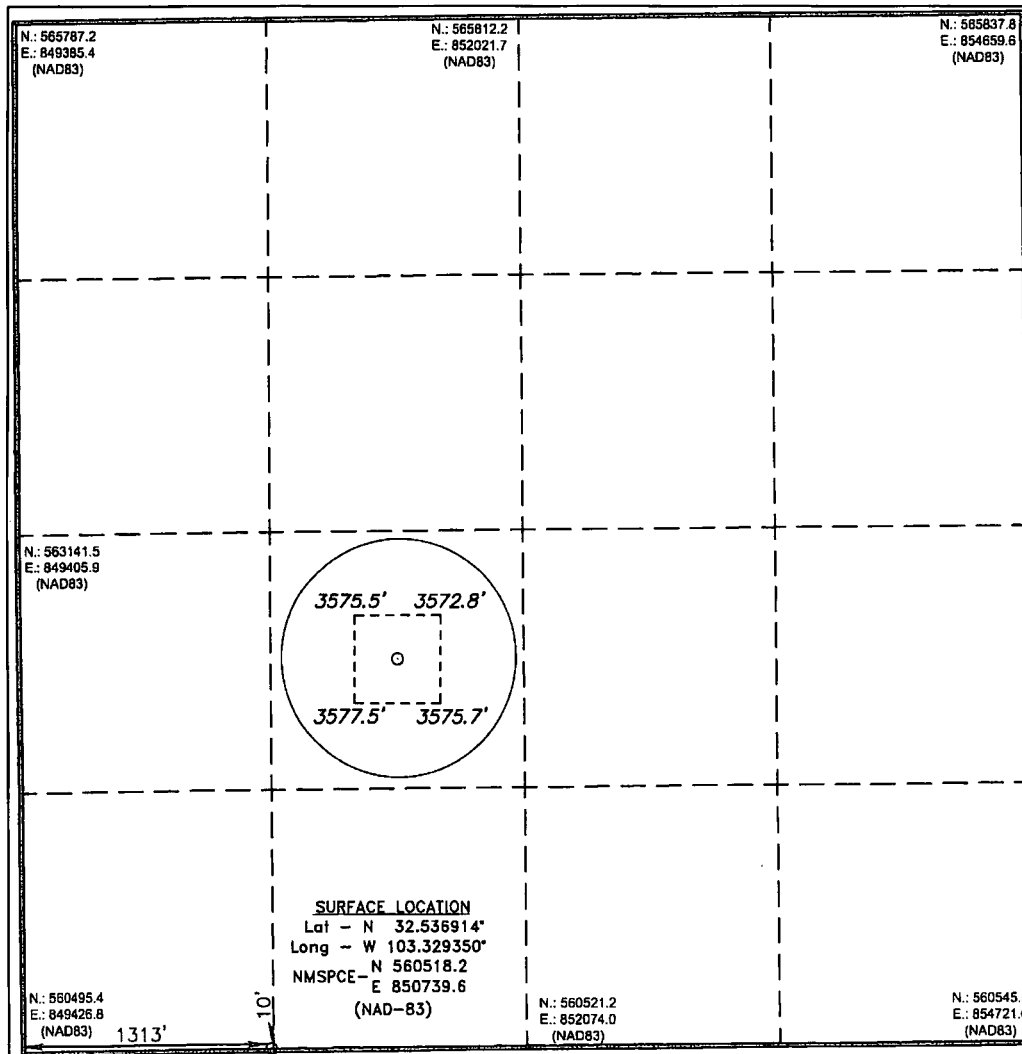 N.: 565787.2
E.: 849385.4
(NAD83)
N.: 565812.2
E.: 852021.7
(NAD83)
N.: 565837.8
E.: 854659.6
(NAD83)
N.: 563141.5
E.: 849405.9
(NAD83)
3575.5' 3572.8'
3577.5' 3575.7'
SURFACE LOCATION
Lat - N 32.536914°
Long - W 103.329350°
NMSPCE- N 560518.2
E 850739.6
(NAD-83)
N.: 560495.4
E.: 849426.8
(NAD83)
1313'
10'
N.: 560521.2
E.: 852074.0
(NAD83)
N.: 560545.
E.: 854721.
(NAD83)